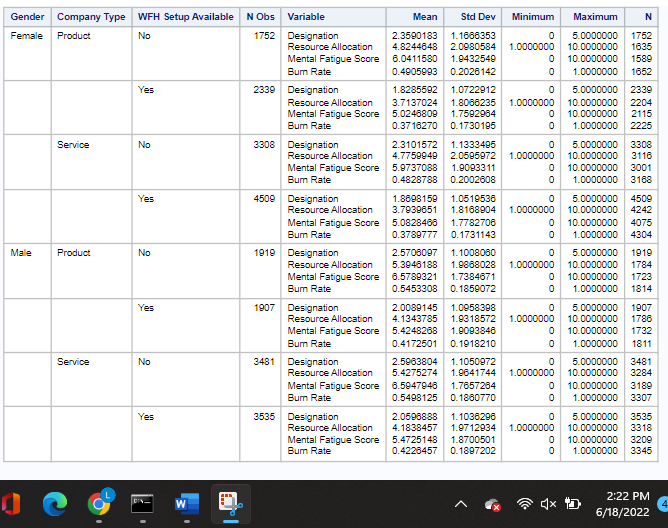 Gender Company Type WFH Setup Available N Obs Variable Mean Std Dev Minimum Maximum N
Female Product No 1752 Designation 2.3590183 1.1666353 0 5.0000000 1752
Resource Allocation 4.8244648 2.0980584 1.0000000 10.0000000 1635
Mental Fatigue Score 6.0411580 1.9432549 0 10.0000000 1589
Burn Rate 0.4905993 0.2026142 0 1.0000000 1652
Yes 2339 Designation 1.8285592 1.0722912 0 5.0000000 2339
Resource Allocation 3.7137024 1.8066235 1.0000000 10.0000000 2204
Mental Fatigue Score 5.0246809 1.7592964 0 10.0000000 2115
Burn Rate 0.3716270 0.1730195 0 1.0000000 2225
Service No 3308 Designation 2.3101572 1.1333495 0 5.0000000 3308
Resource Allocation 4.7759949 2.0595972 1.0000000 10.0000000 3116
Mental Fatigue Score 5.9737088 1.9093311 0 10.0000000 3001
Burn Rate 0.4828788 0.2002608 0 1.0000000 3168
Yes 4509 Designation 1.8698159 1.0519536 0 5.0000000 4509
Resource Allocation 3.7939651 1.8168904 1.0000000 10.0000000 4242
Mental Fatigue Score 5.0828466 1.7782706 0 10.0000000 4075
Burn Rate 0.3789777 0.1731143 0 1.0000000 4304
Male Product No 1919 Designation 2.5706097 1.1008060 0 5.0000000 1919
Resource Allocation 5.3946188 1.9868028 1.0000000 10.0000000 1784
Mental Fatigue Score 6.5789321 1.7384671 0 10.0000000 1723
Burn Rate 0.5453308 0.1859072 0 1.0000000 1814
Yes 1907 Designation 2.0089145 1.0958398 0 5.0000000 1907
Resource Allocation 4.1343785 1.9318572 1.0000000 10.0000000 1786
Mental Fatigue Score 5.4248268 1.9093846 0 10.0000000 1732
Burn Rate 0.4172501 0.1918210 0 1.0000000 1811
Service No 3481 Designation 2.5963804 1.1050972 0 5.0000000 3481
Resource Allocation 5.4275274 1.9641744 1.0000000 10.0000000 3284
Mental Fatigue Score 6.5947946 1.7657264 0 10.0000000 3189
Burn Rate 0.5498125 0.1860770 0 1.0000000 3307
Yes 3535 Designation 2.0596888 1.1036296 0 5.0000000 3535
Resource Allocation 4.1838457 1.9712934 1.0000000 10.0000000 3318
Mental Fatigue Score 5.4725148 1.8700501 0 10.0000000 3209
Burn Rate 0.4226457 0.1897202 0 1.0000000 3345
L
W
2:22 PM
6/18/2022
4